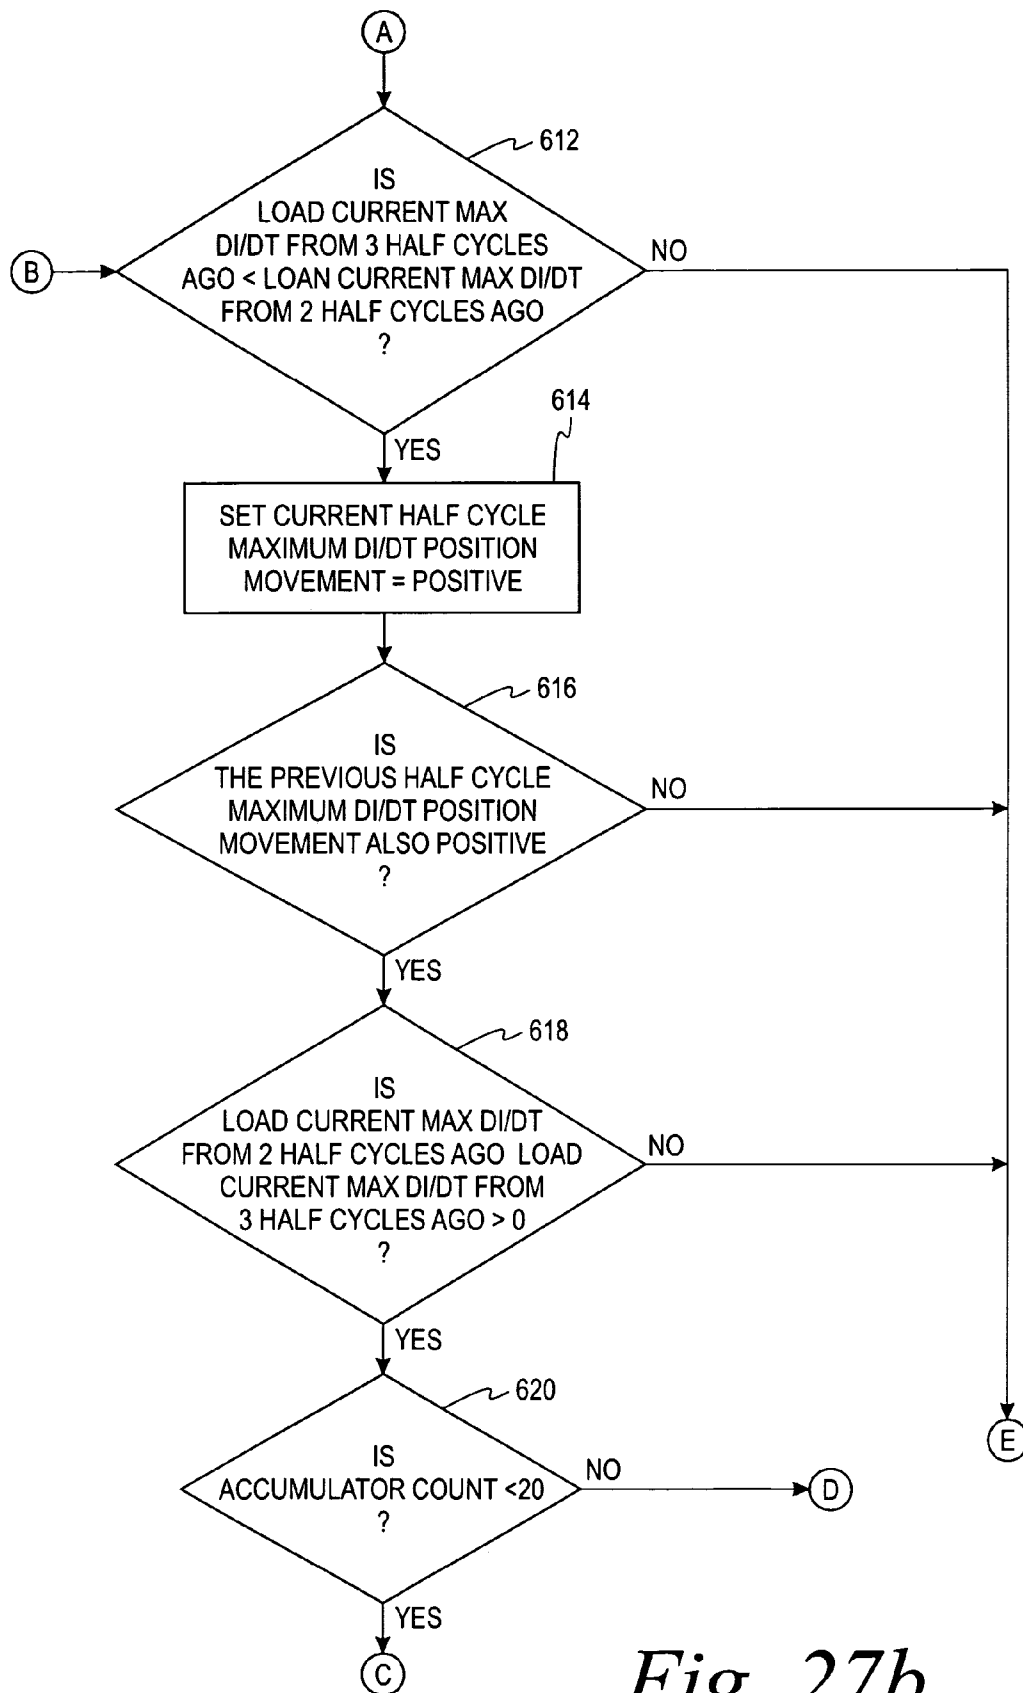 A
612
IS
LOAD CURRENT MAX
DI/DT FROM 3 HALF CYCLES
AGO < LOAN CURRENT MAX DI/DT
FROM 2 HALF CYCLES AGO
?
NO
B
YES
614
SET CURRENT HALF CYCLE
MAXIMUM DI/DT POSITION
MOVEMENT = POSITIVE
616
IS
THE PREVIOUS HALF CYCLE
MAXIMUM DI/DT POSITION
MOVEMENT ALSO POSITIVE
?
NO
YES
618
IS
LOAD CURRENT MAX DI/DT
FROM 2 HALF CYCLES AGO LOAD
CURRENT MAX DI/DT FROM
3 HALF CYCLES AGO > 0
?
NO
YES
620
IS
ACCUMULATOR COUNT <20
?
NO
D
E
YES
C
Fig. 27b